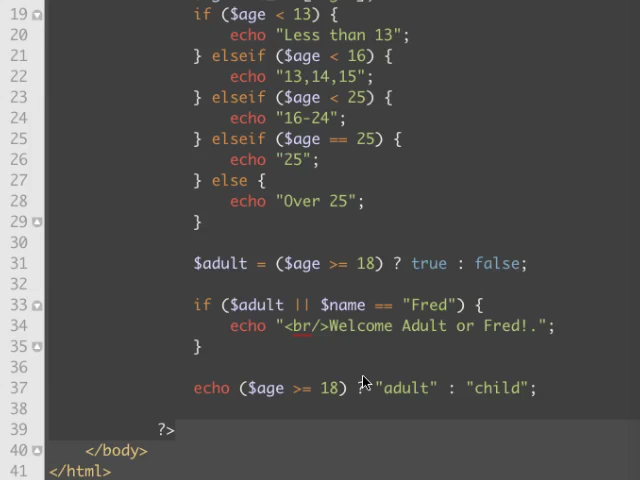 19 if ($age < 13) {
20 echo "Less than 13";
21 } elseif ($age < 16) {
22 echo "13,14,15";
23 } elseif ($age < 25) {
24 echo "16-24";
25 } elseif ($age == 25) {
26 echo "25";
27 } else {
28 echo "Over 25";
29 }
30
31 $adult = ($age >= 18) ? true : false;
32
33 if ($adult || $name == "Fred") {
34 echo "<br/>Welcome Adult or Fred!.";
35 }
36
37 echo ($age >= 18) ? "adult" : "child";
38
39 ?>
40 </body>
41 </html>